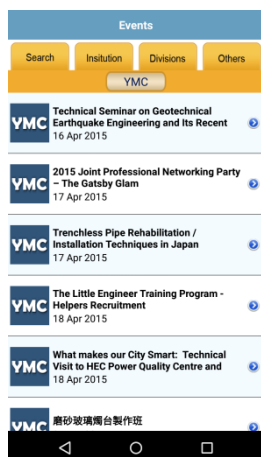 Events
Search Insitution Divisions Others
YMC
Technical Seminar on Geotechnical
YMC Earthquake Engineering and Its Recent
16 Apr 2015
2015 Joint Professional Networking Party
YMC – The Gatsby Glam
17 Apr 2015
Trenchless Pipe Rehabilitation /
YMC Installation Techniques in Japan
17 Apr 2015
The Little Engineer Training Program -
YMC Helpers Recruitment
18 Apr 2015
What makes our City Smart: Technical
YMC Visit to HEC Power Quality Centre and
18 Apr 2015
YMC 磨砂玻璃燭台製作班